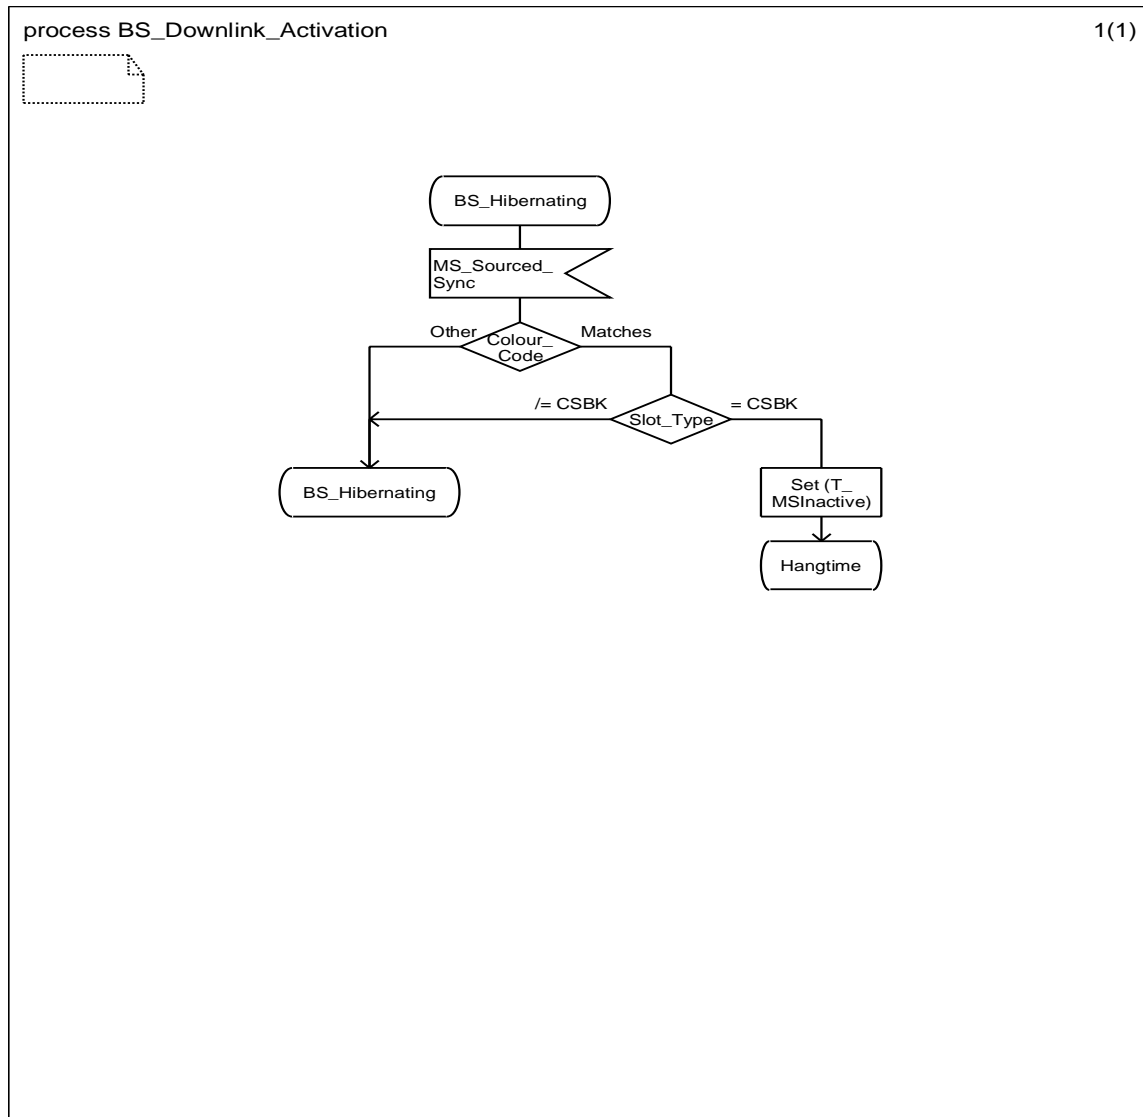 process BS_Downlink_Activation
1(1)
BS_Hibernating
MS_Sourced_
Sync
Other
Colour_
Code
Matches
/= CSBK
Slot_Type
= CSBK
BS_Hibernating
Set (T_
MSInactive)
Hangtime